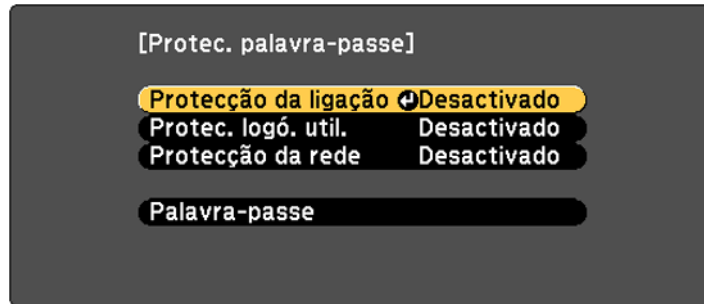 [Protec. palavra-passe]
Protecção da ligação Desactivado
Protec. logó. util. Desactivado
Protecção da rede Desactivado
Palavra-passe